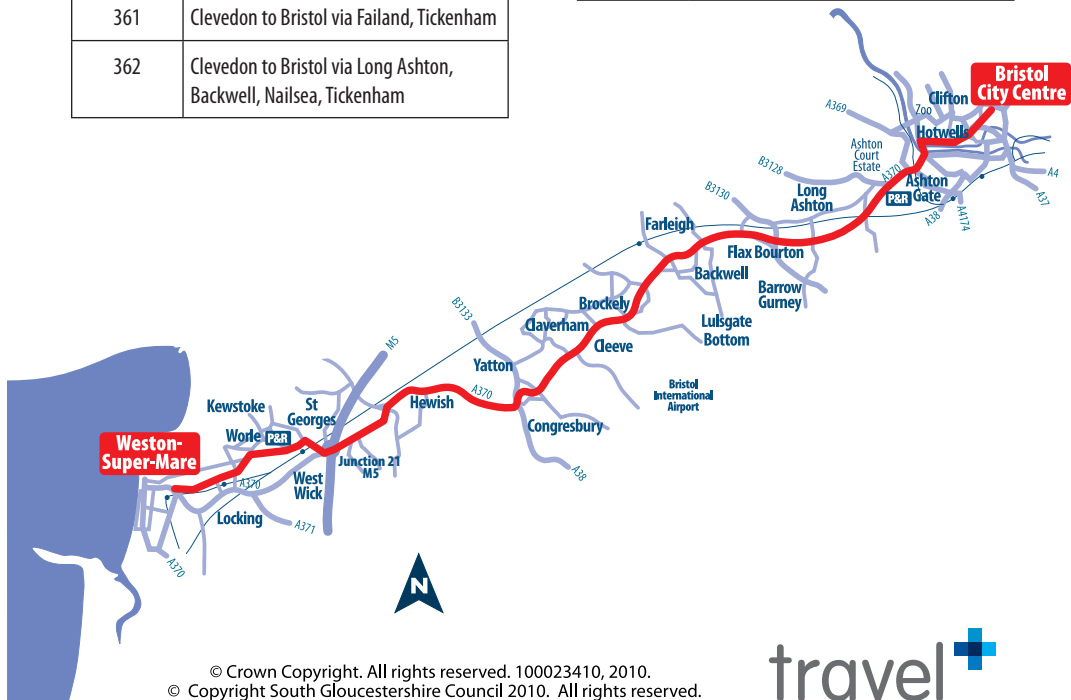 361 Clevedon to Bristol via Failand, Tickenham
362 Clevedon to Bristol via Long Ashton,
Backwell, Nailsea, Tickenham
Bristol
City Centre
Clifton
Zoo
A369
Hotwells
Ashton
Court
Estate
B3128
A370
A4
Ashton
Gate
P&R
A37
B3130
Long
Ashton
A38
A4174
Farleigh
Flax Bourton
Backwell
Barrow
Gurney
B3133
Brockely
Claverham
Lulsgate
Bottom
Cleeve
M5
Yatton
Bristol
International
Airport
A370
Hewish
Kewstoke
St
Georges
Congresbury
Worle
P&R
Weston-
Super-Mare
Junction 21
M5
A38
West
Wick
A370
Locking
A371
A370
N
© Crown Copyright. All rights reserved. 100023410, 2010.
© Copyright South Gloucestershire Council 2010. All rights reserved.
travel